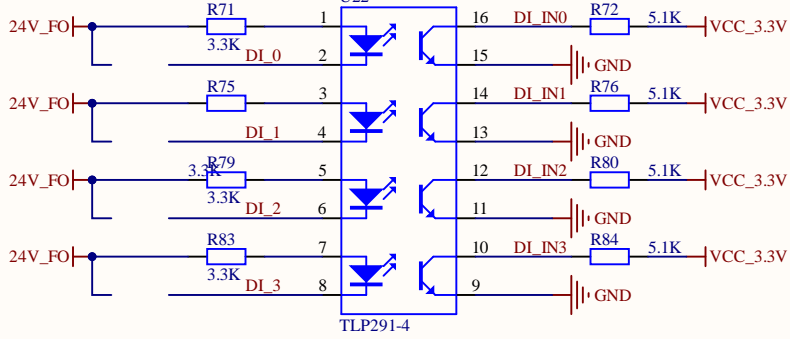 U22
R71 1 16 DI_IN0 R72 5.1K
24V_FO VCC_3.3V
3.3K
DI_0 2 15
GND
R75 3 14 DI_IN1 R76 5.1K
24V_FO VCC_3.3V
DI_1 4 13
GND
3.3K R79 5 12 DI_IN2 R80 5.1K
24V_FO VCC_3.3V
3.3K
DI_2 6 11
GND
R83 7 10 DI_IN3 R84 5.1K
24V_FO VCC_3.3V
3.3K
DI_3 8 9
GND
TLP291-4